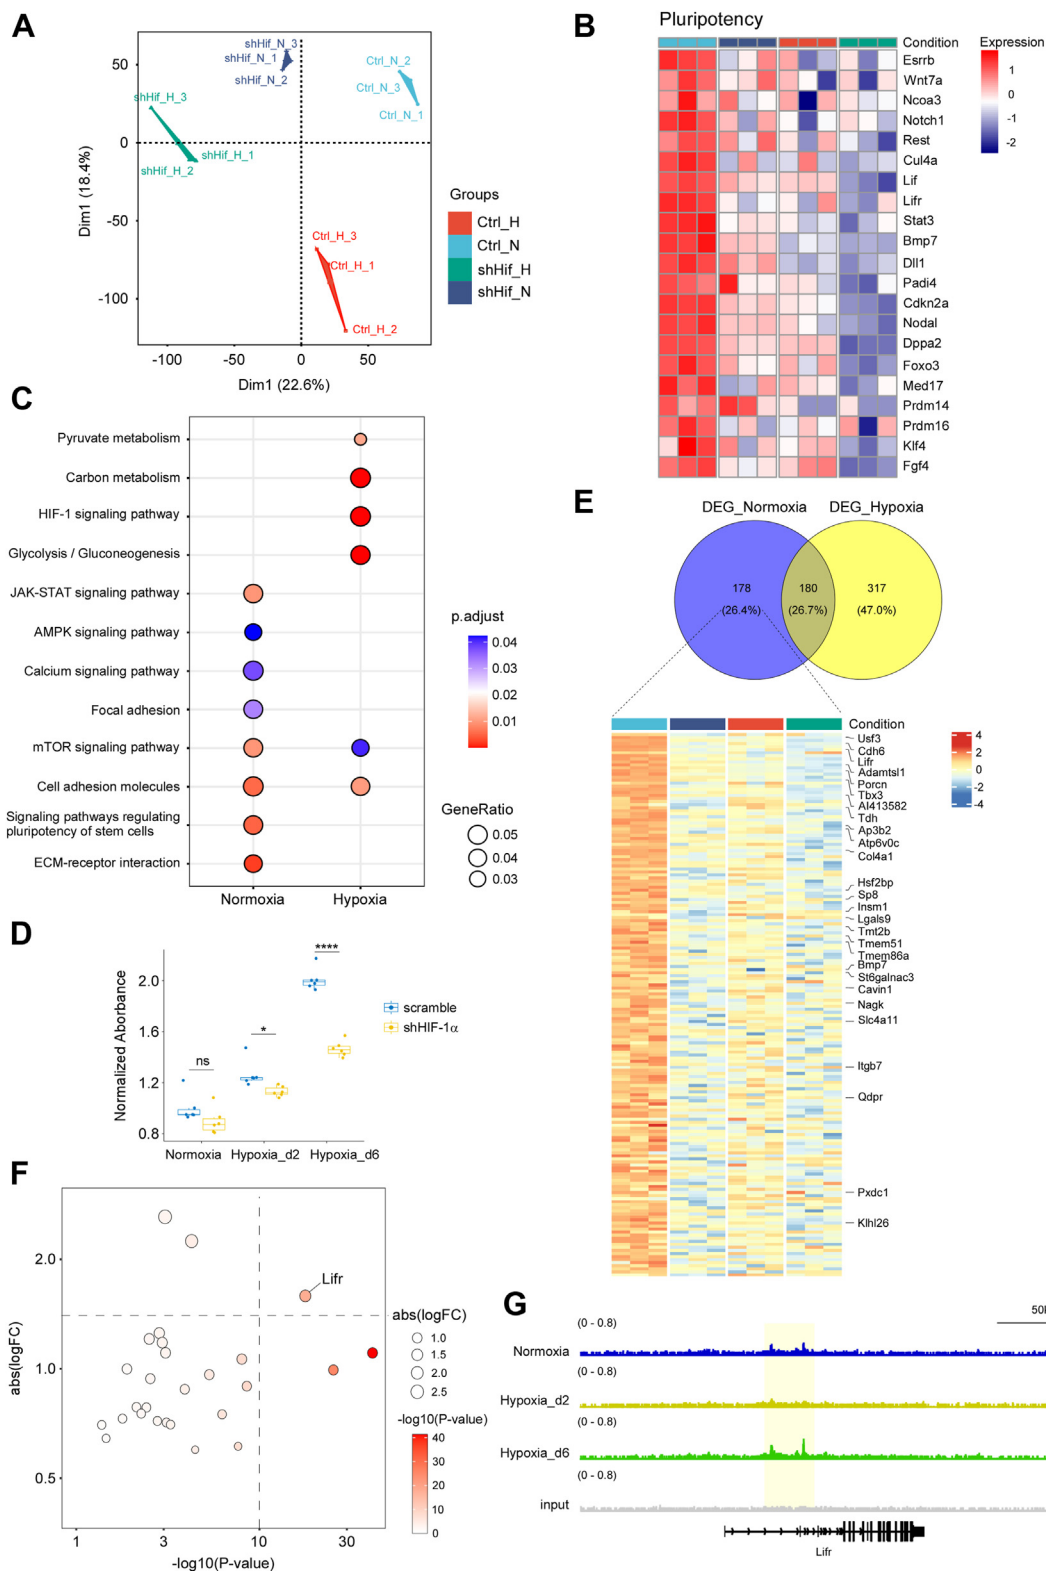 A
shHif_N_3
shHif_N_1
shHif_N_2
Ctrl_N_2
Ctrl_N_3
Ctrl_N_1
shHif_H_3
shHif_H_1
shHif_H_2
Ctrl_H_3
Ctrl_H_1
Ctrl_H_2
50
0
-50
-100
Dim1 (18.4%)
-100
-50
0
50
Dim1 (22.6%)
Groups
Ctrl_H
Ctrl_N
shHif_H
shHif_N
B
Pluripotency
Condition
Esrrb
Wnt7a
Ncoa3
Notch1
Rest
Cul4a
Lif
Lifr
Stat3
Bmp7
Dll1
Padi4
Cdkn2a
Nodal
Dppa2
Foxo3
Med17
Prdm14
Prdm16
Klf4
Fgf4
Expression
1
0
-1
-2
C
Pyruvate metabolism
Carbon metabolism
HIF-1 signaling pathway
Glycolysis / Gluconeogenesis
JAK-STAT signaling pathway
AMPK signaling pathway
Calcium signaling pathway
Focal adhesion
mTOR signaling pathway
Cell adhesion molecules
Signaling pathways regulating
pluripotency of stem cells
ECM-receptor interaction
Normoxia
Hypoxia
p.adjust
0.04
0.03
0.02
0.01
GeneRatio
0.05
0.04
0.03
D
Normalized Absorbance
2.0
1.6
1.2
0.8
ns
*
****
Normoxia
Hypoxia_d2
Hypoxia_d6
scramble
shHIF-1α
E
DEG_Normoxia
DEG_Hypoxia
178
(26.4%)
180
(26.7%)
317
(47.0%)
Condition
Usf3
Cdh6
Lifr
Adamtsl1
Porcn
Tbx3
AI413582
Tdh
Ap3b2
Atp6v0c
Col4a1
Hsf2bp
Sp8
Insm1
Lgals9
Tmt2b
Tmem51
Tmem86a
Bmp7
St6galnac3
Cavin1
Nagk
Slc4a11
Itgb7
Qdpr
Pxdc1
Klhl26
4
2
0
-2
-4
F
abs(logFC)
2.0
1.0
0.5
Lifr
1
3
10
30
-log10(P-value)
abs(logFC)
1.0
1.5
2.0
2.5
-log10(P-value)
40
30
20
10
0
G
50k
(0 - 0.8)
Normoxia
(0 - 0.8)
Hypoxia_d2
(0 - 0.8)
Hypoxia_d6
(0 - 0.8)
input
Lifr